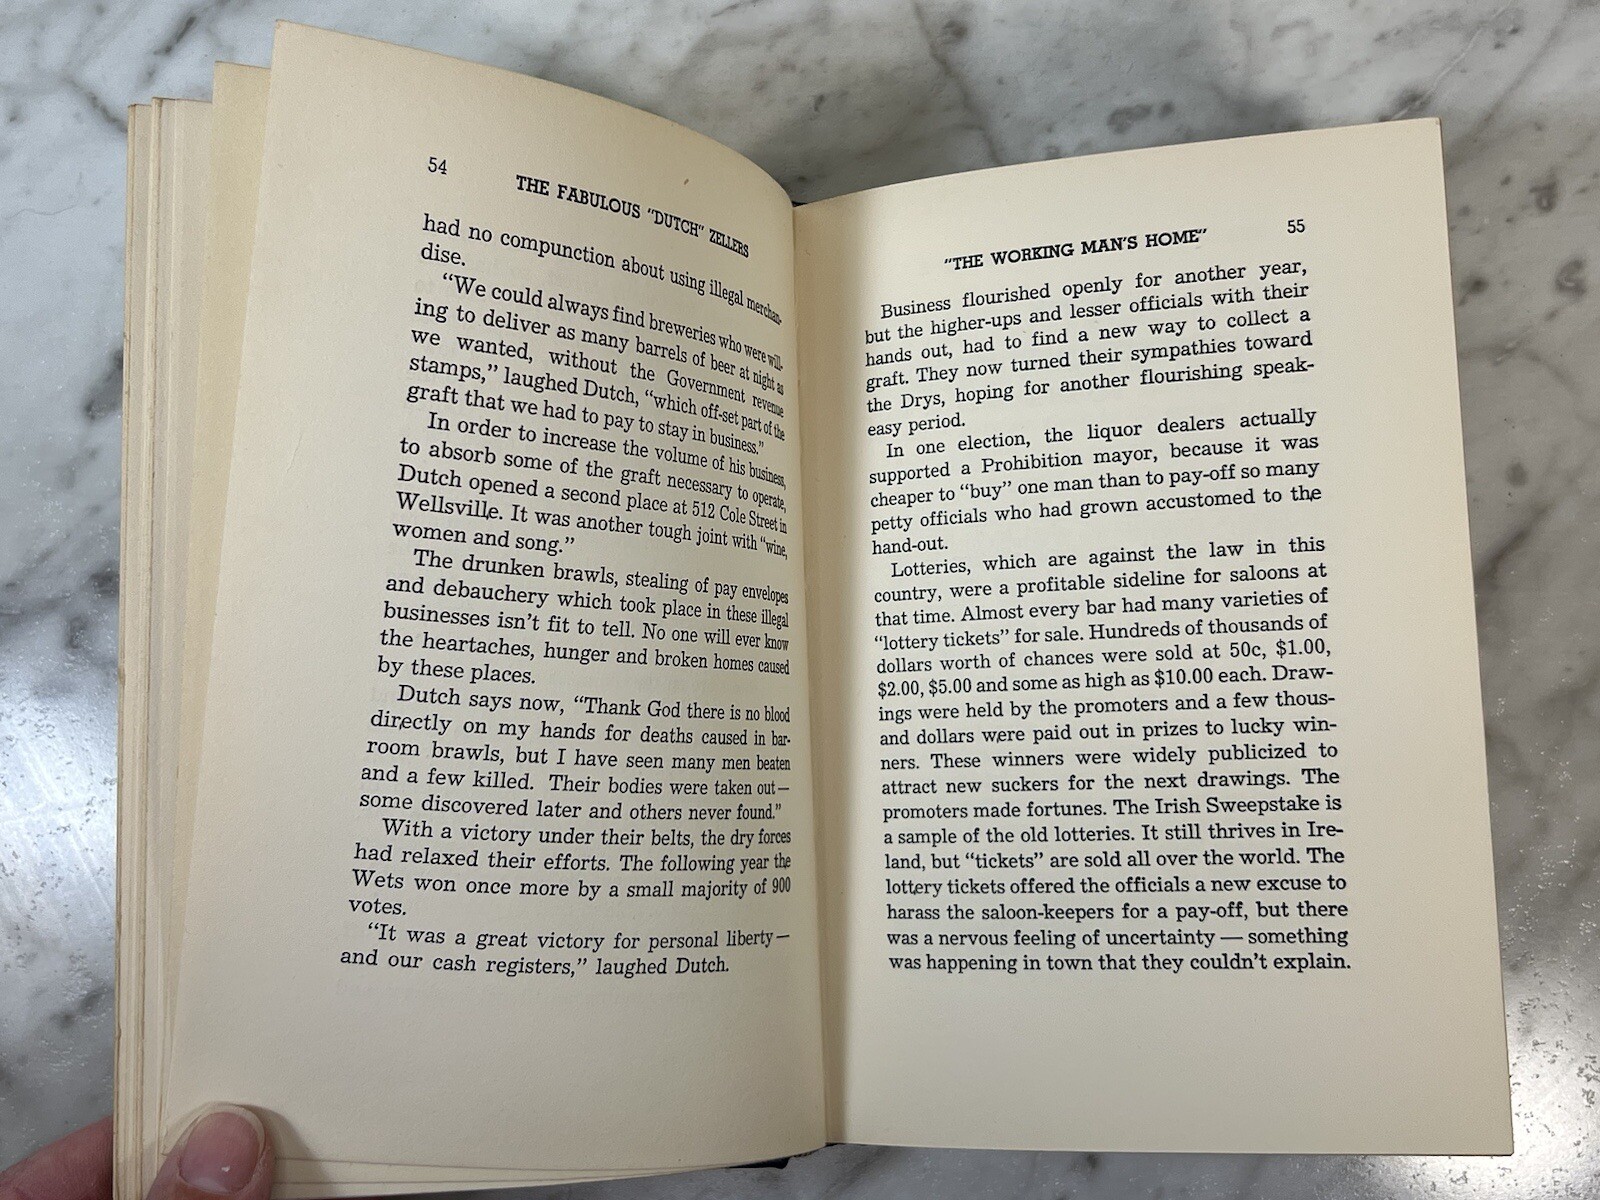 54
THE FABULOUS "DUTCH" ZELLERS
had no compunction about using illegal merchan-
dise.
“We could always find breweries who were will-
ing to deliver as many barrels of beer at night as
we wanted, without the Government revenue
stamps,” laughed Dutch, “which off-set part of the
graft that we had to pay to stay in business.”
In order to increase the volume of his business,
to absorb some of the graft necessary to operate,
Dutch opened a second place at 512 Cole Street in
Wellsville. It was another tough joint with “wine,
women and song.”
The drunken brawls, stealing of pay envelopes
and debauchery which took place in these illegal
businesses isn’t fit to tell. No one will ever know
the heartaches, hunger and broken homes caused
by these places.
Dutch says now, “Thank God there is no blood
directly on my hands for deaths caused in bar-
room brawls, but I have seen many men beaten
and a few killed. Their bodies were taken out—
some discovered later and others never found.”
With a victory under their belts, the dry forces
had relaxed their efforts. The following year the
Wets won once more by a small majority of 900
votes.
“It was a great victory for personal liberty—
and our cash registers,” laughed Dutch.
"THE WORKING MAN'S HOME"
55
Business flourished openly for another year,
but the higher-ups and lesser officials with their
hands out, had to find a new way to collect a
graft. They now turned their sympathies toward
the Drys, hoping for another flourishing speak-
easy period.
In one election, the liquor dealers actually
supported a Prohibition mayor, because it was
cheaper to “buy” one man than to pay-off so many
petty officials who had grown accustomed to the
hand-out.
Lotteries, which are against the law in this
country, were a profitable sideline for saloons at
that time. Almost every bar had many varieties of
“lottery tickets” for sale. Hundreds of thousands of
dollars worth of chances were sold at 50c, $1.00,
$2.00, $5.00 and some as high as $10.00 each. Draw-
ings were held by the promoters and a few thous-
and dollars were paid out in prizes to lucky win-
ners. These winners were widely publicized to
attract new suckers for the next drawings. The
promoters made fortunes. The Irish Sweepstake is
a sample of the old lotteries. It still thrives in Ire-
land, but “tickets” are sold all over the world. The
lottery tickets offered the officials a new excuse to
harass the saloon-keepers for a pay-off, but there
was a nervous feeling of uncertainty — something
was happening in town that they couldn’t explain.